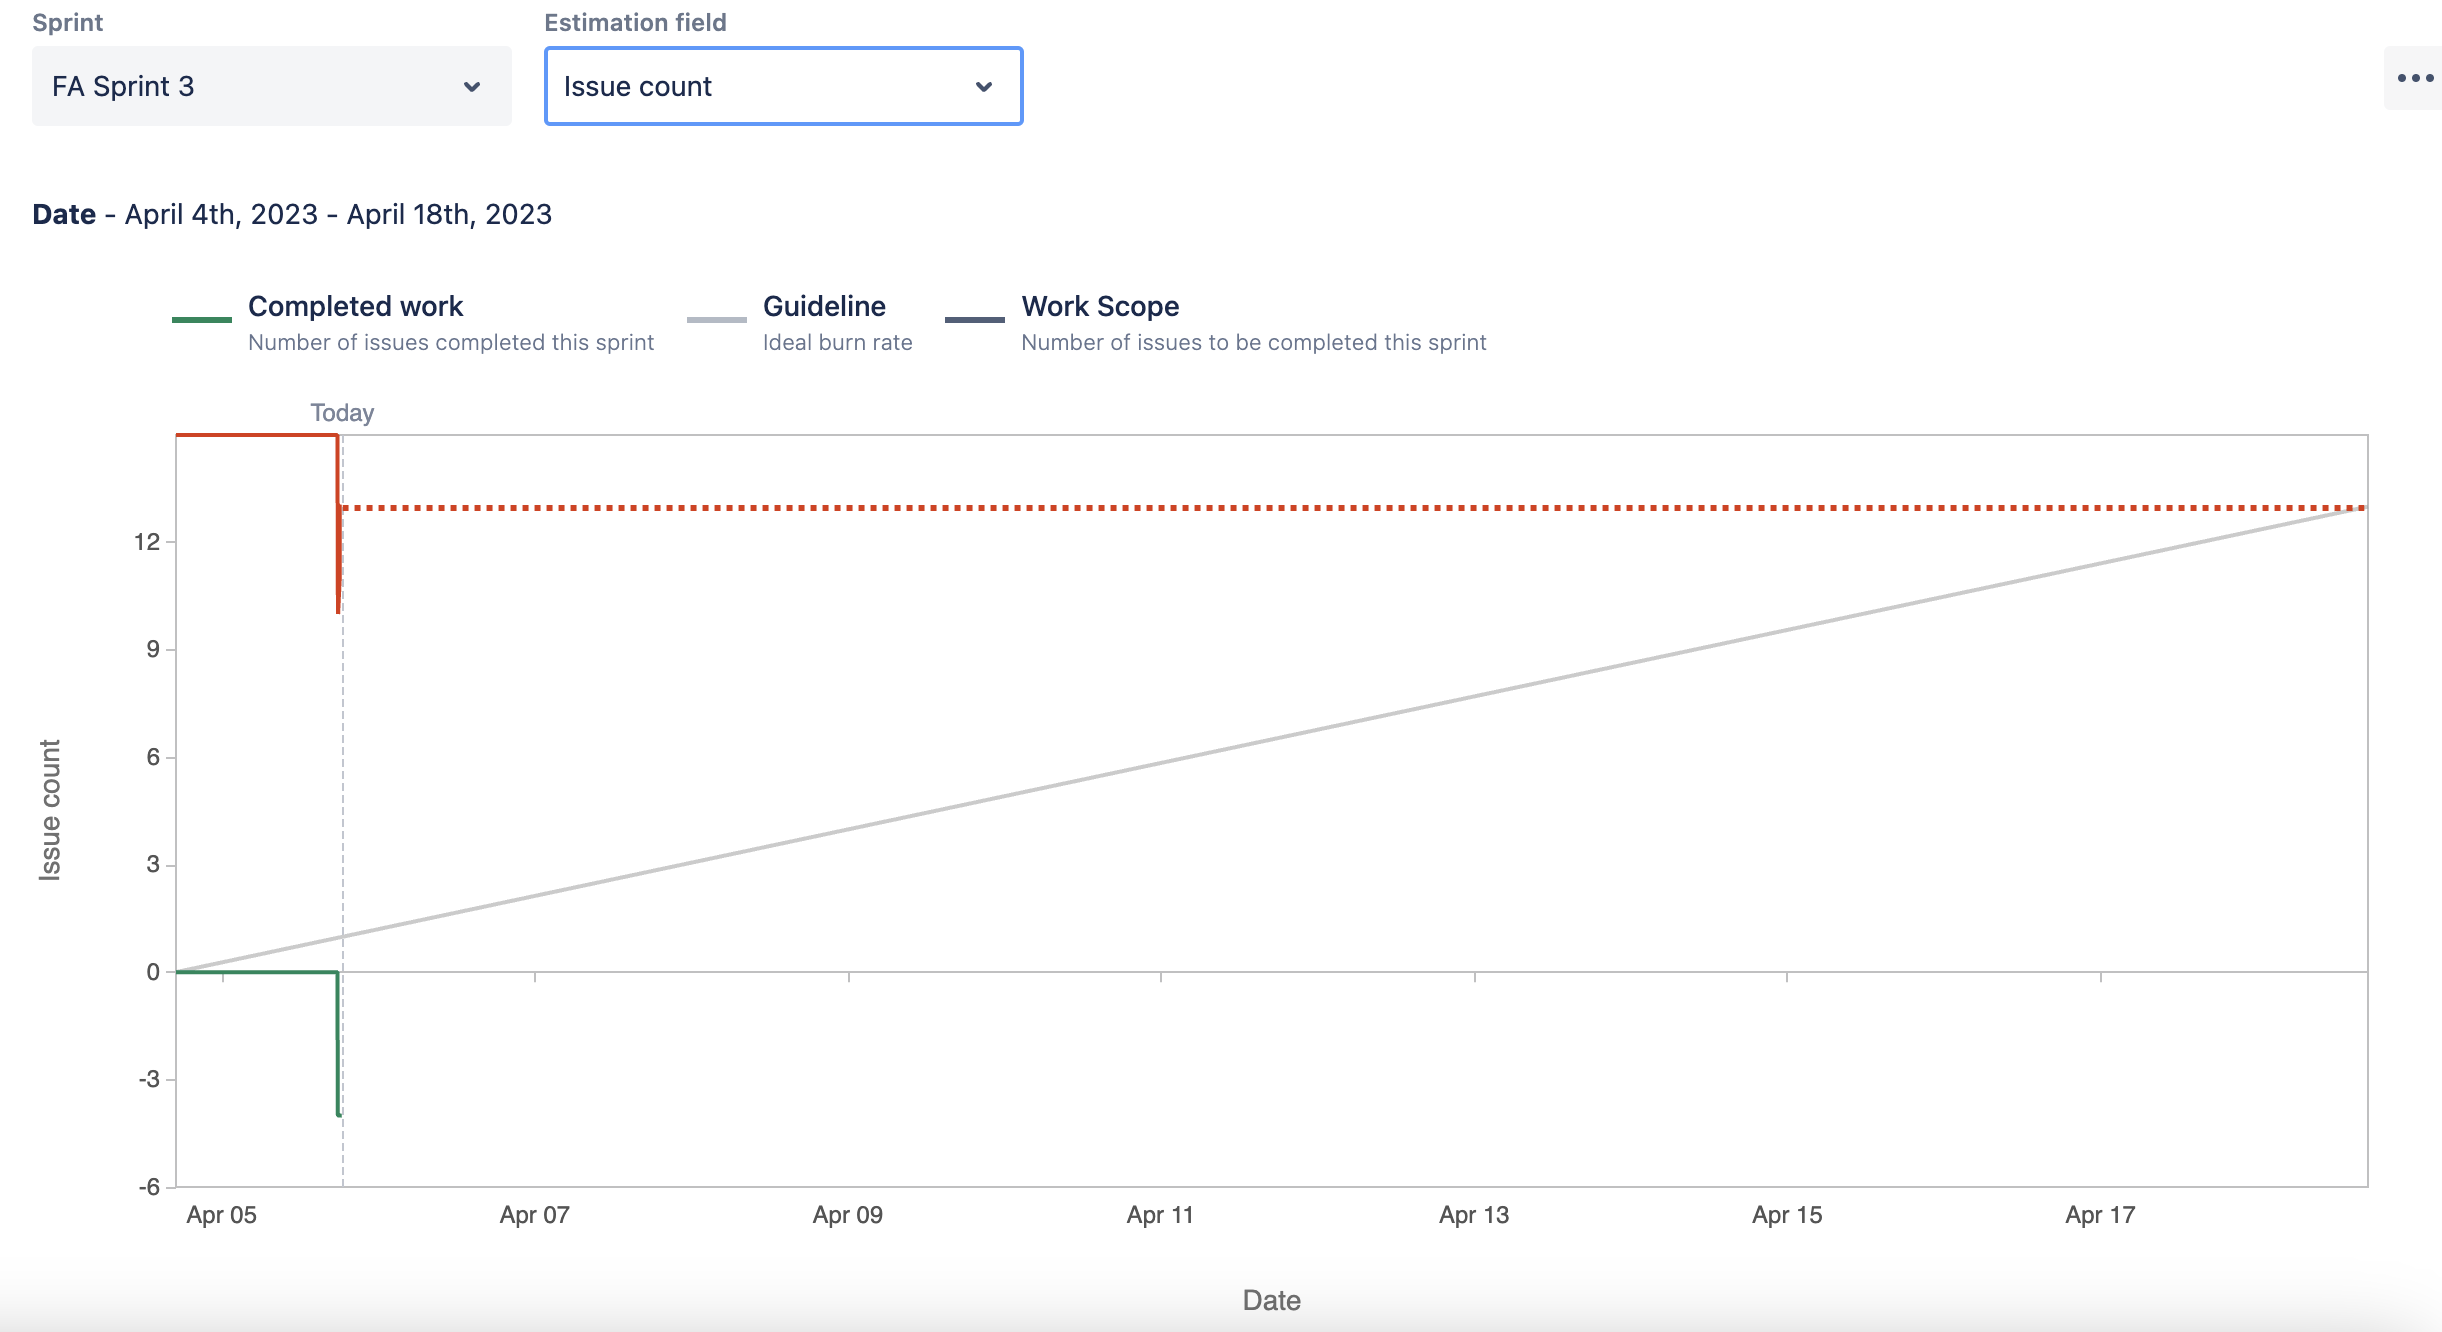 Sprint
Estimation field
FA Sprint 3
Issue count
Date - April 4th, 2023 - April 18th, 2023
Completed work
Number of issues completed this sprint
Guideline
Ideal burn rate
Work Scope
Number of issues to be completed this sprint
Today
12
9
6
3
0
-3
-6
Issue count
Apr 05
Apr 07
Apr 09
Apr 11
Apr 13
Apr 15
Apr 17
Date